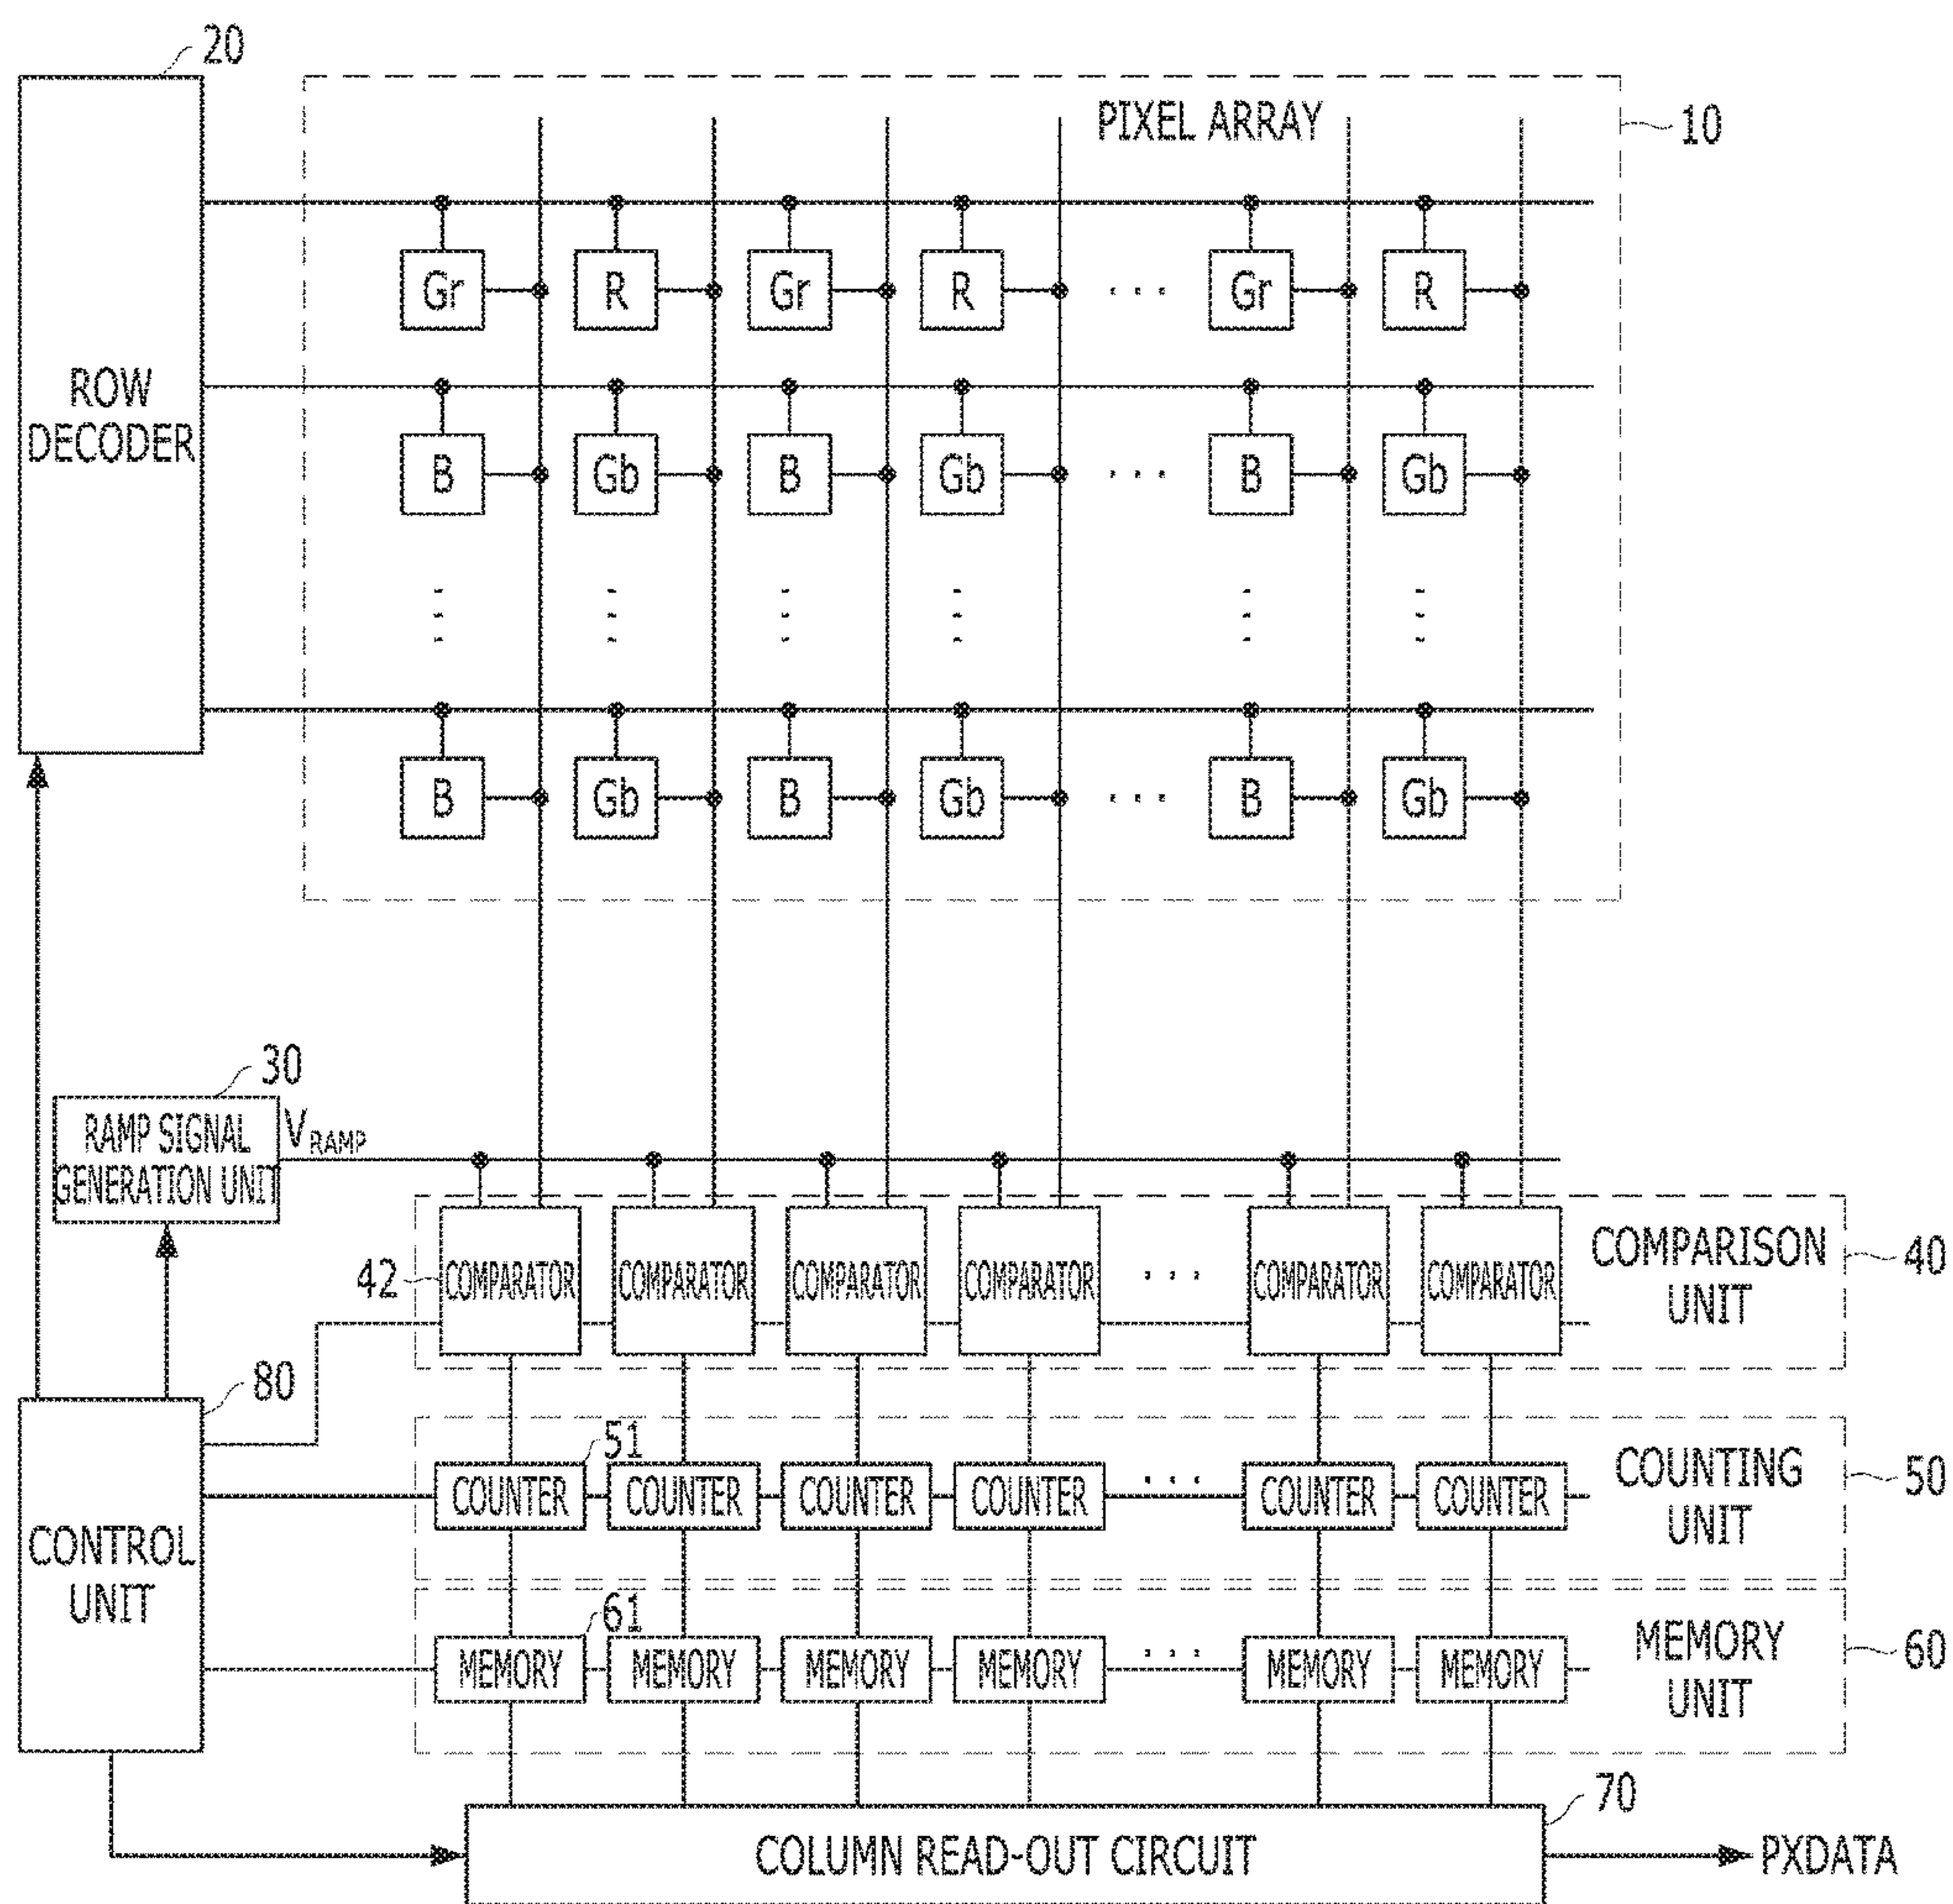 20
PIXEL ARRAY
10
Gr R Gr R ... Gr R
ROW
DECODER
B Gb B Gb ... B Gb
B Gb B Gb ... B Gb
30
RAMP SIGNAL
GENERATION UNIT
VRAMP
42
COMPARATOR COMPARATOR COMPARATOR COMPARATOR ... COMPARATOR COMPARATOR
COMPARISON
UNIT
40
80
51
COUNTER COUNTER COUNTER COUNTER ... COUNTER COUNTER
COUNTING
UNIT
50
CONTROL
UNIT
61
MEMORY MEMORY MEMORY MEMORY ... MEMORY MEMORY
MEMORY
UNIT
60
70
COLUMN READ-OUT CIRCUIT
PXDATA